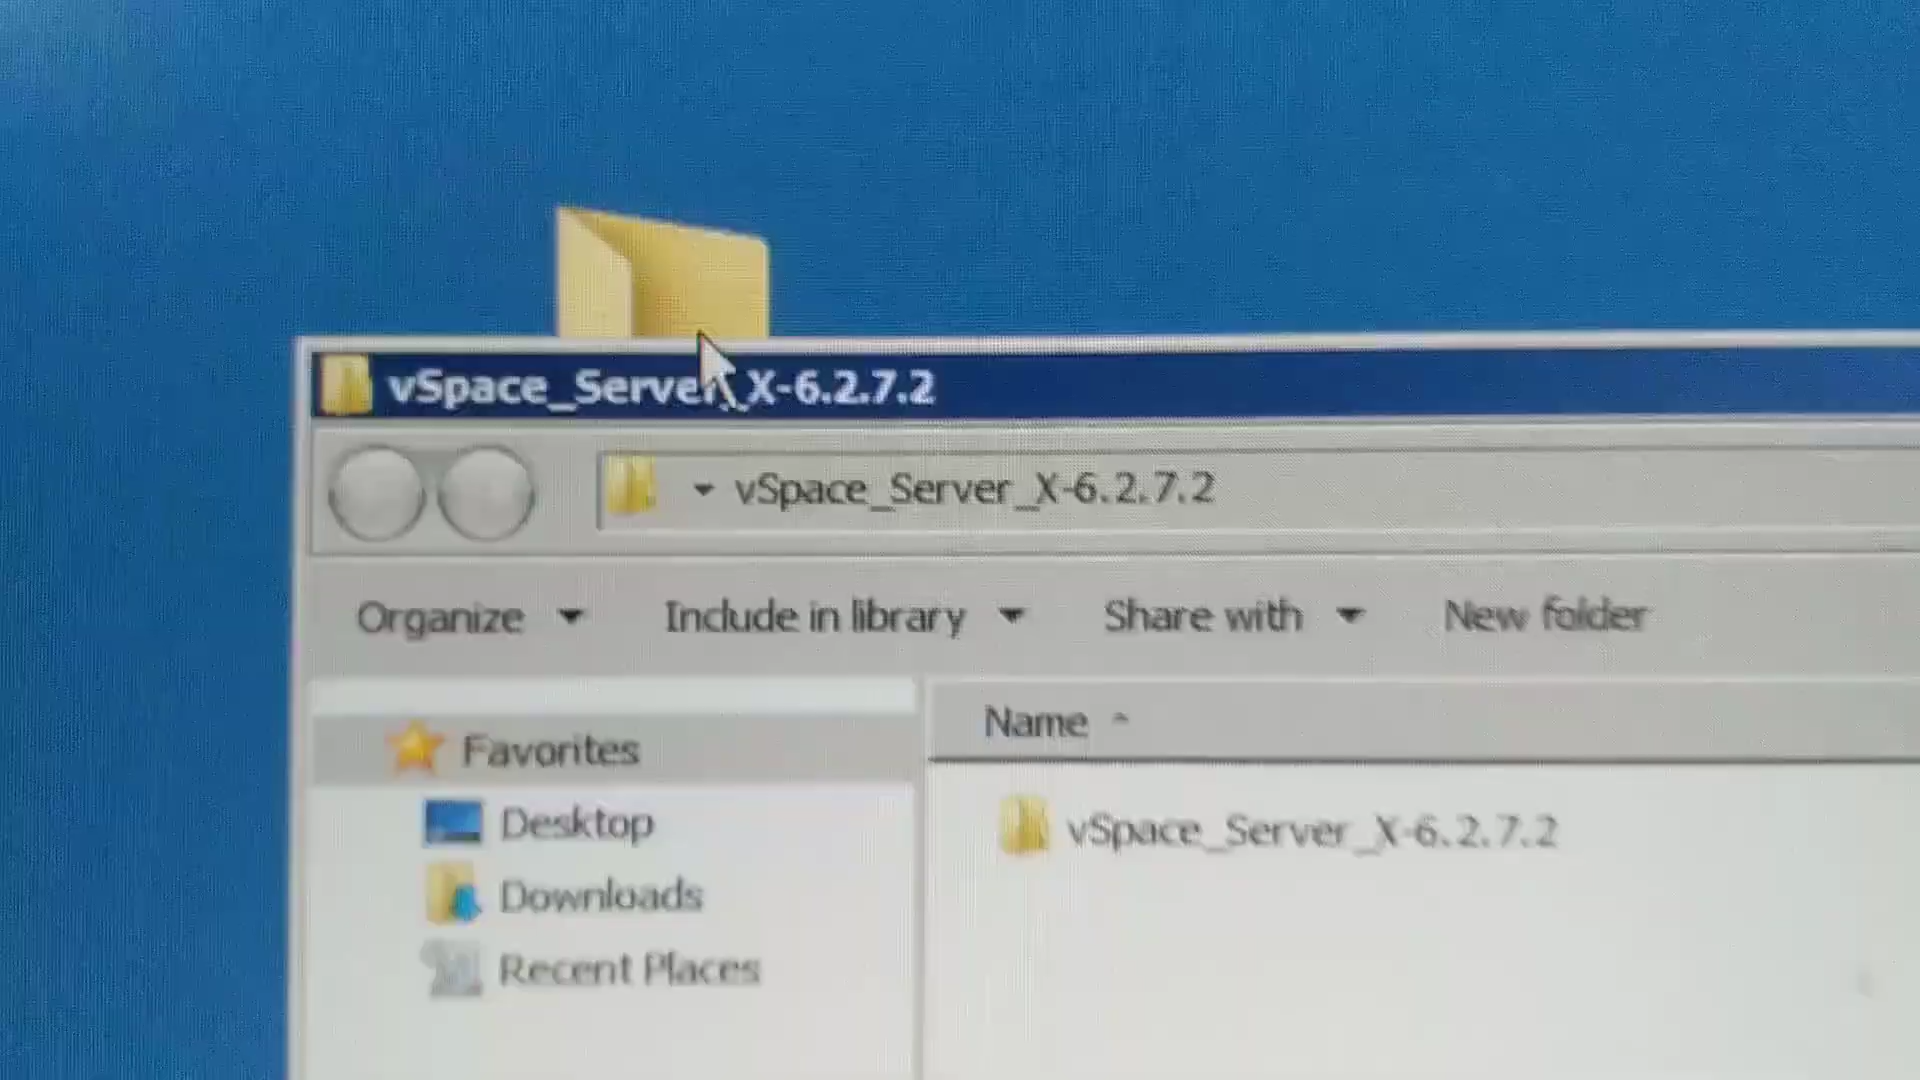 vSpace_Server_X-6.2.7.2
vSpace_Server_X-6.2.7.2
Organize Include in library Share with New folder
Name
Favorites
vSpace_Server_X-6.2.7.2
Desktop
Downloads
Recent Places